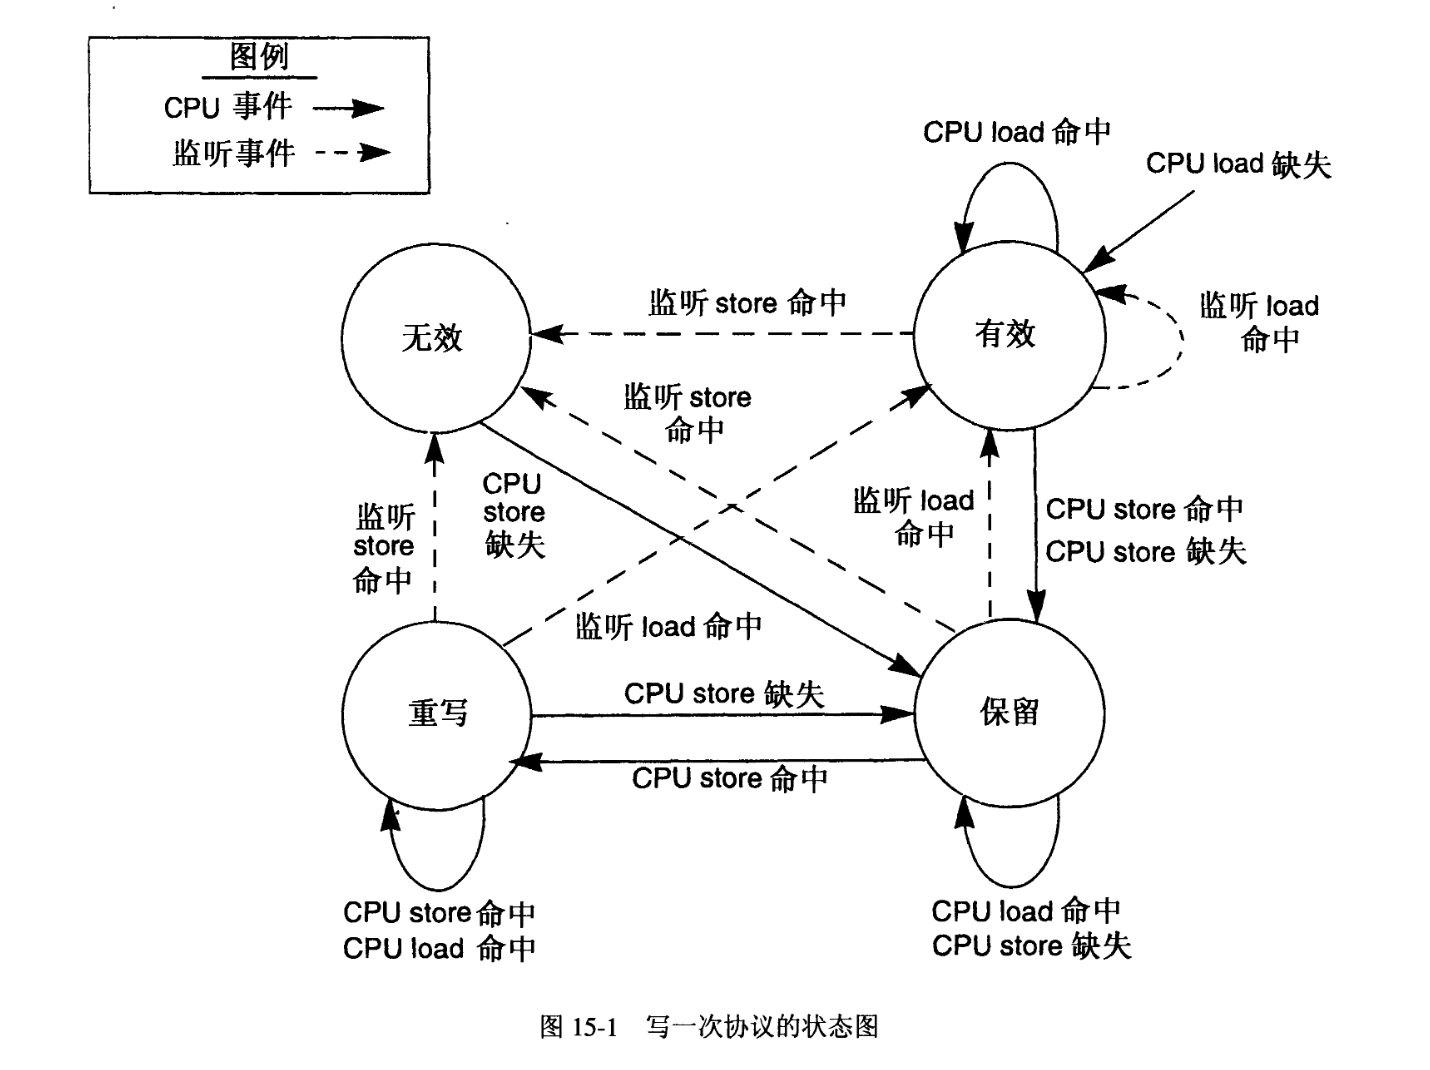 图例
CPU 事件
监听事件
CPU load 命中
CPU load 缺失
监听 store 命中
无效
有效
监听 load
命中
监听 store
命中
CPU
store
缺失
监听
store
命中
监听 load
命中
CPU store 命中
CPU store 缺失
监听 load 命中
CPU store 缺失
重写
保留
CPU store 命中
CPU store 命中
CPU load 命中
CPU load 命中
CPU store 缺失
图 15-1 写一次协议的状态图